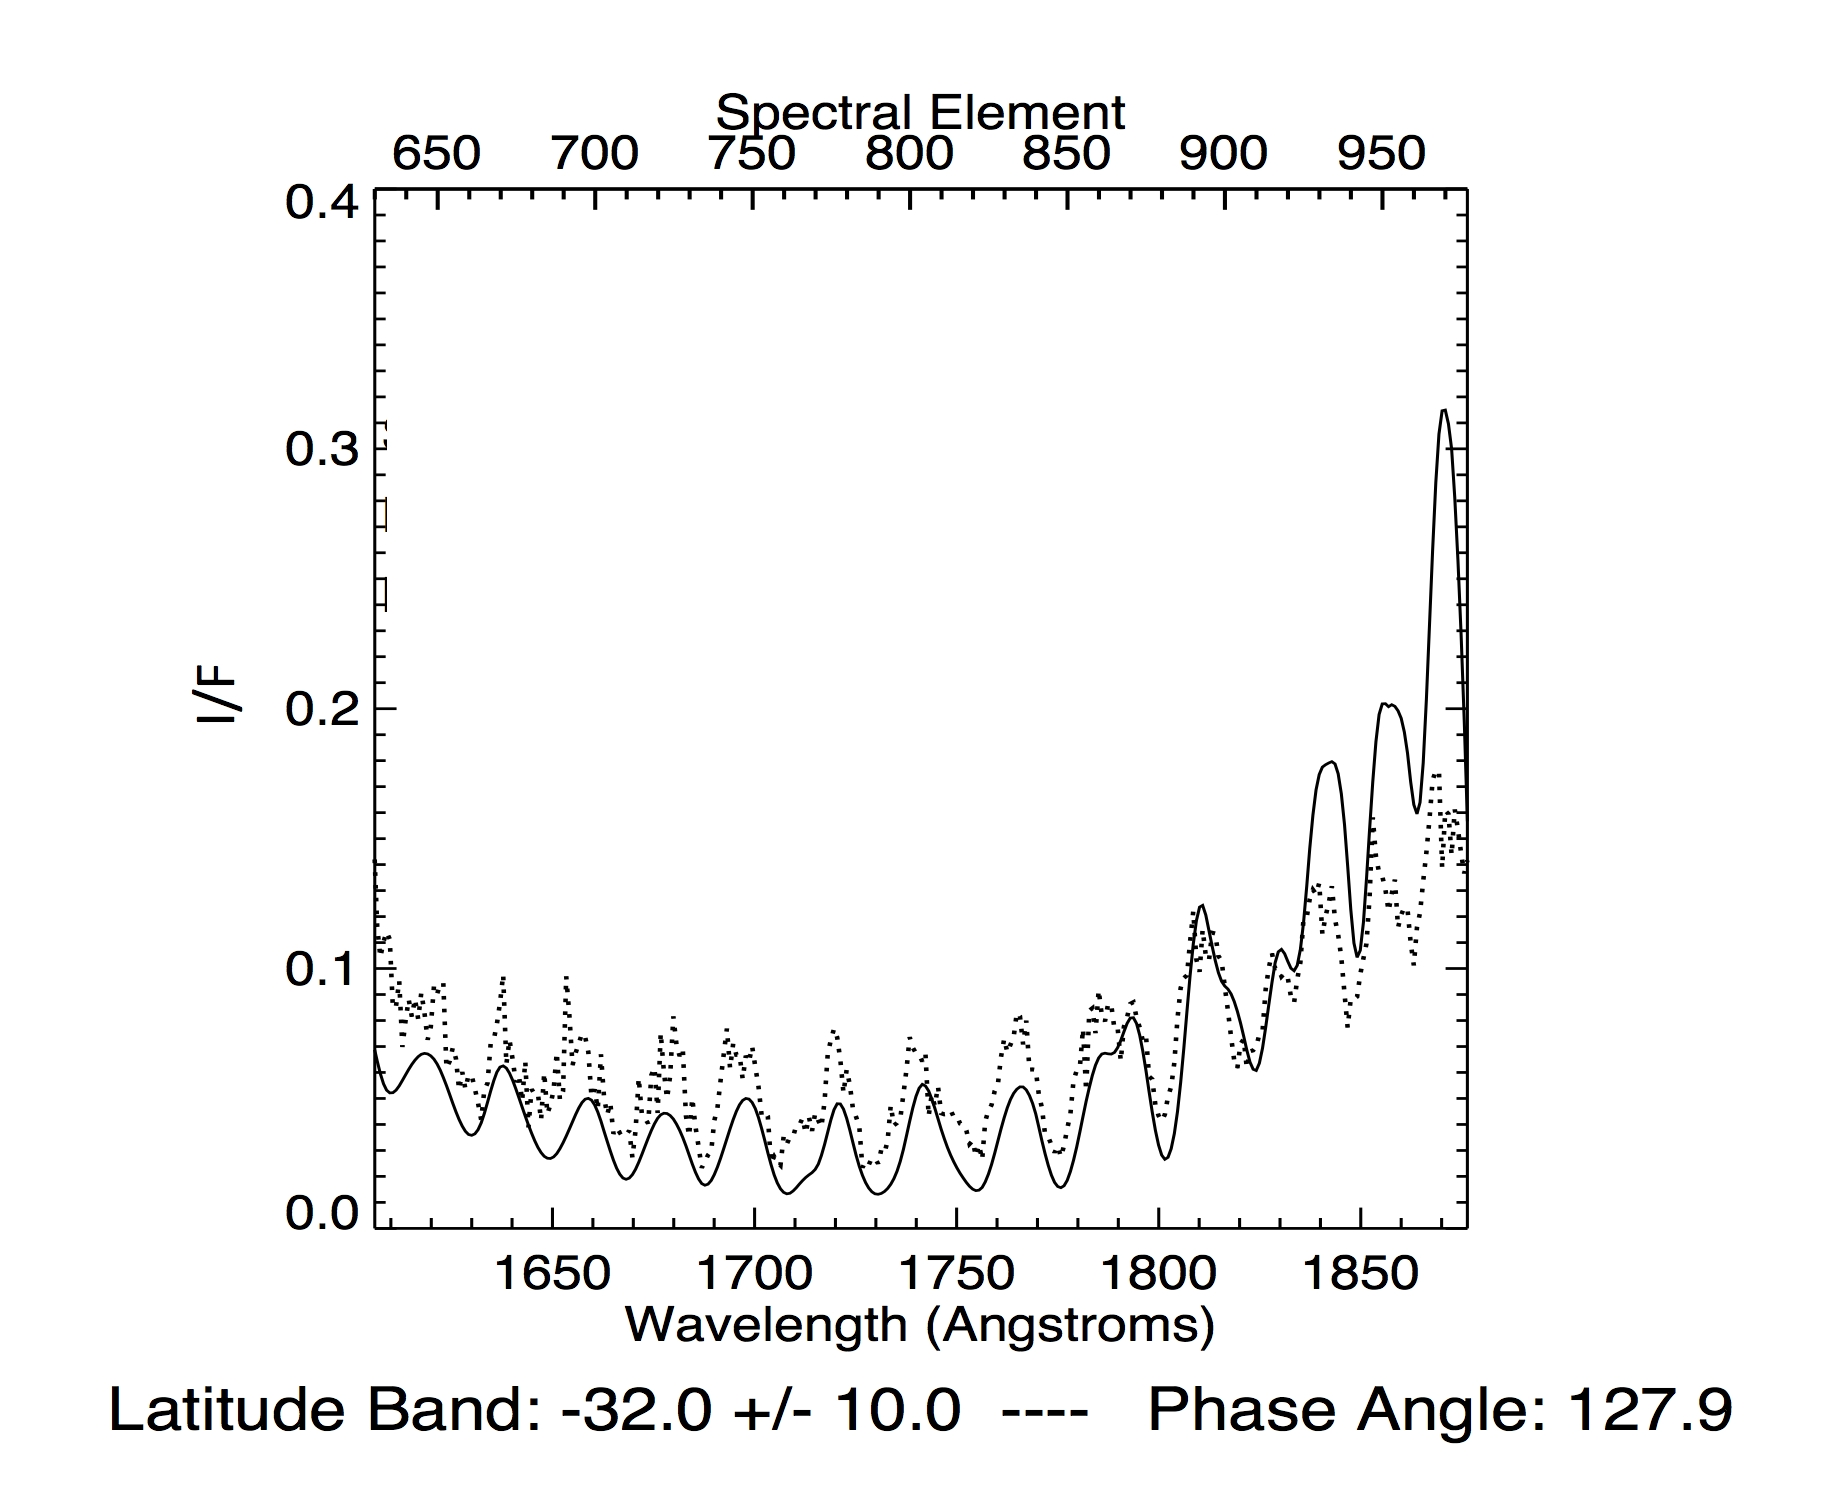 Spectral Element
650 700 750 800 850 900 950
0.4
0.3
0.2
0.1
0.0
I/F
1650 1700 1750 1800 1850
Wavelength (Angstroms)
Latitude Band: -32.0 +/- 10.0 ---- Phase Angle: 127.9